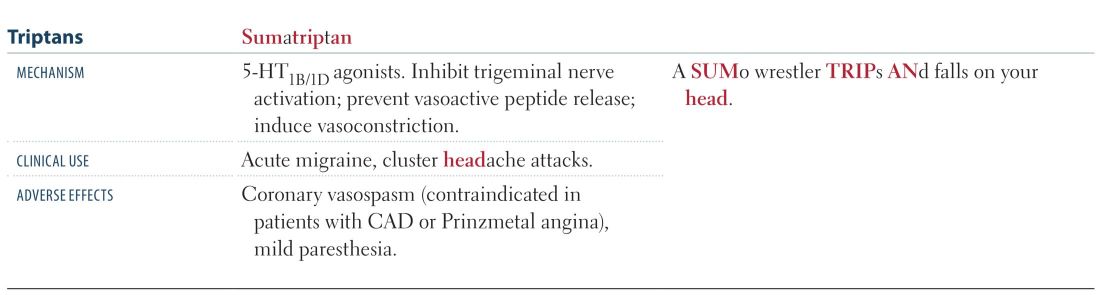 Triptans Sumatriptan
MECHANISM 5-HT1B/1D agonists. Inhibit trigeminal nerve A SUMo wrestler TRIPs ANd falls on your
activation; prevent vasoactive peptide release; head.
induce vasoconstriction.
CLINICAL USE Acute migraine, cluster headache attacks.
ADVERSE EFFECTS Coronary vasospasm (contraindicated in
patients with CAD or Prinzmetal angina),
mild paresthesia.